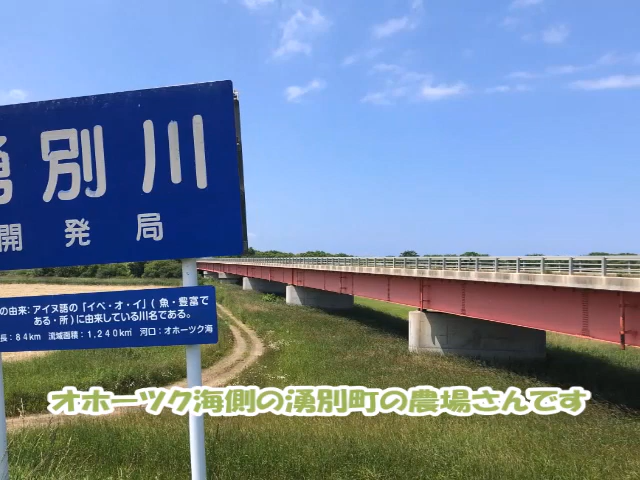 湧別川
開発局
の由来：アイヌ語の「イペ・オ・イ」（魚・豊富で
ある・所）に由来している川名である。
長：84km 流域面積：1,240km² 河口：オホーツク海
オホーツク海側の湧別町の農場さんです